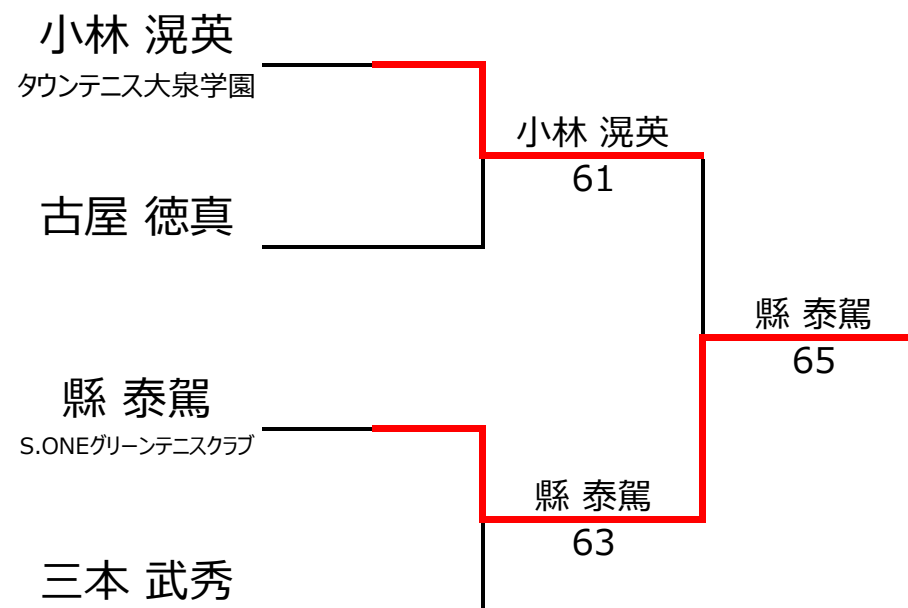 小林 滉英
タウンテニス大泉学園
小林 滉英
61
古屋 徳真
縣 泰駕
65
縣 泰駕
S.ONEグリーンテニスクラブ
縣 泰駕
63
三本 武秀